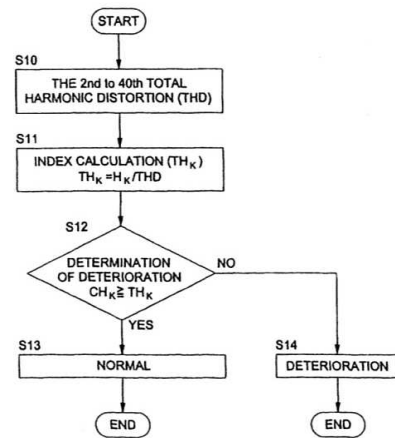 START
S10
THE 2nd to 40th TOTAL
HARMONIC DISTORTION (THD)
S11
INDEX CALCULATION (THK)
THK =HK/THD
S12
DETERMINATION
OF DETERIORATION
CHK≧ THK
NO
YES
S13
NORMAL
S14
DETERIORATION
END
END